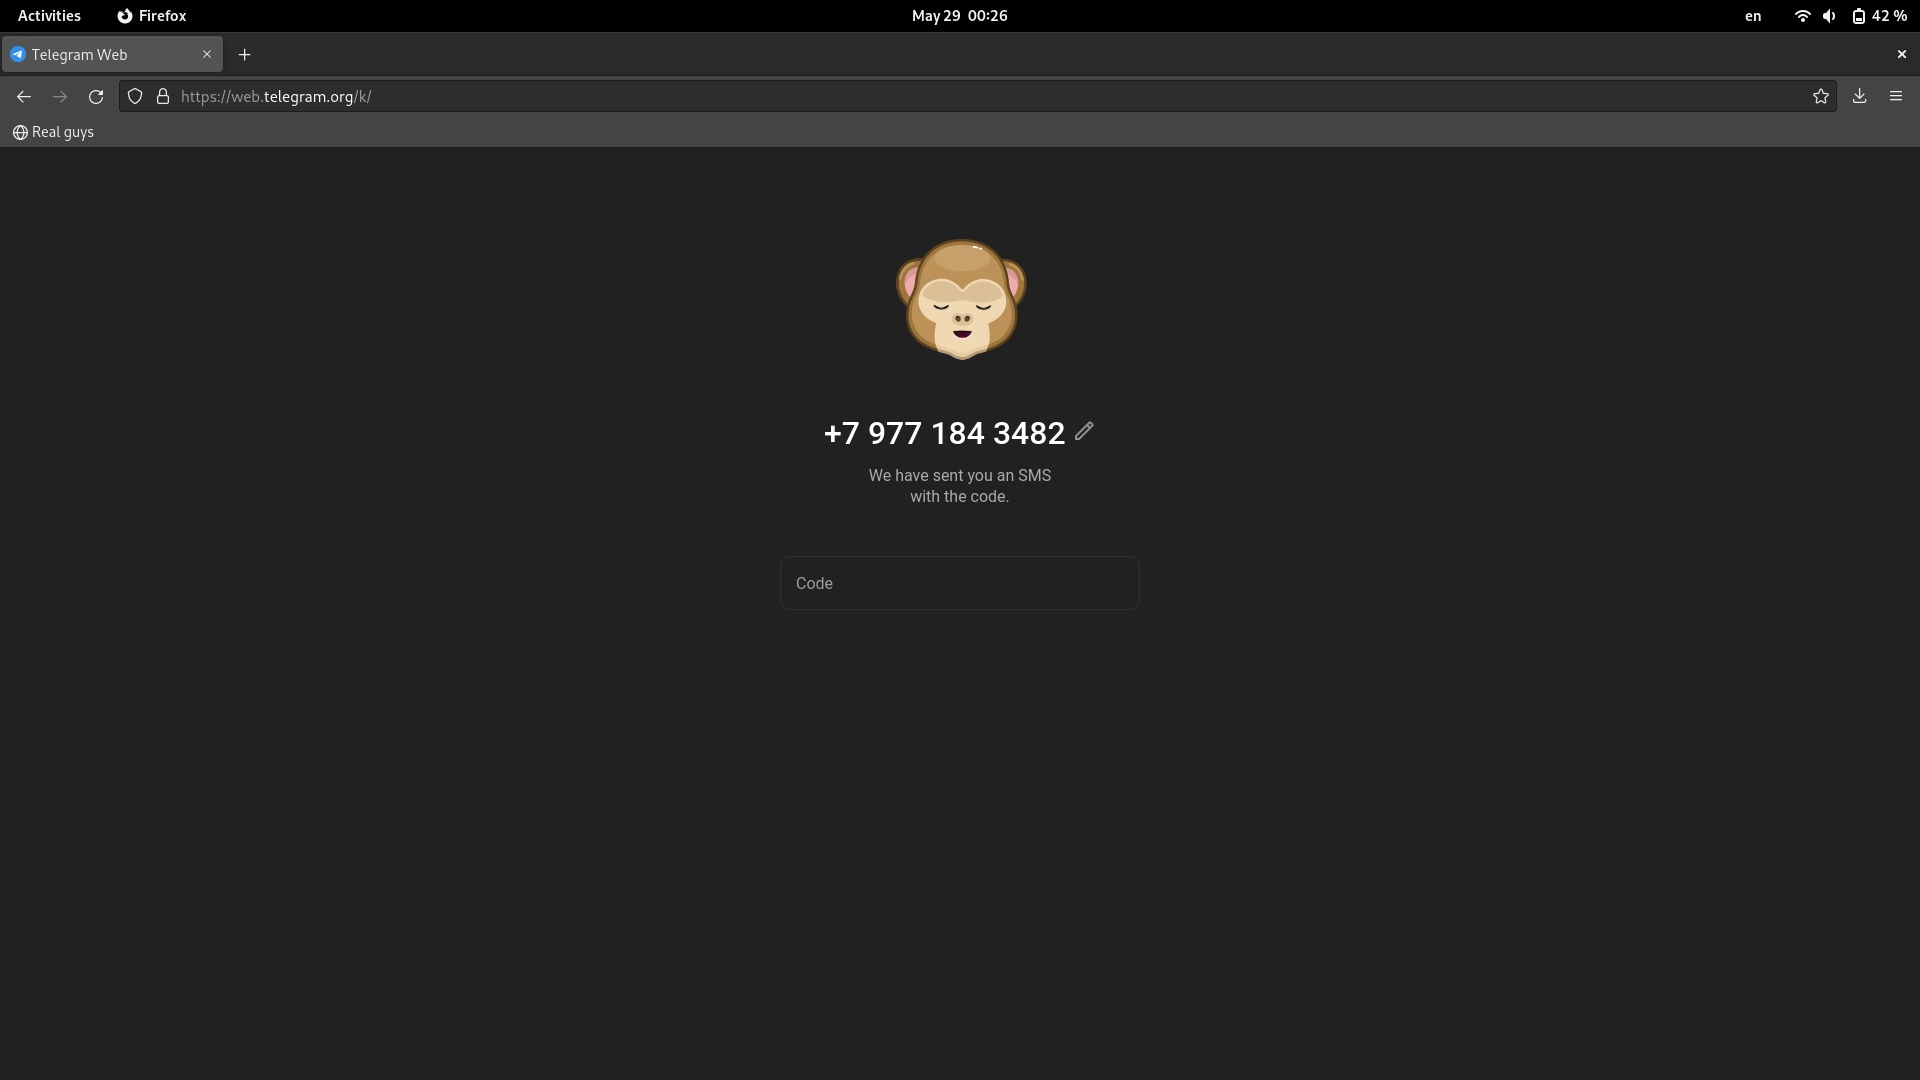 Activities Firefox May 29 00:26 en 42 %
Telegram Web
https://web.telegram.org/k/
Real guys
+7 977 184 3482
We have sent you an SMS
with the code.
Code